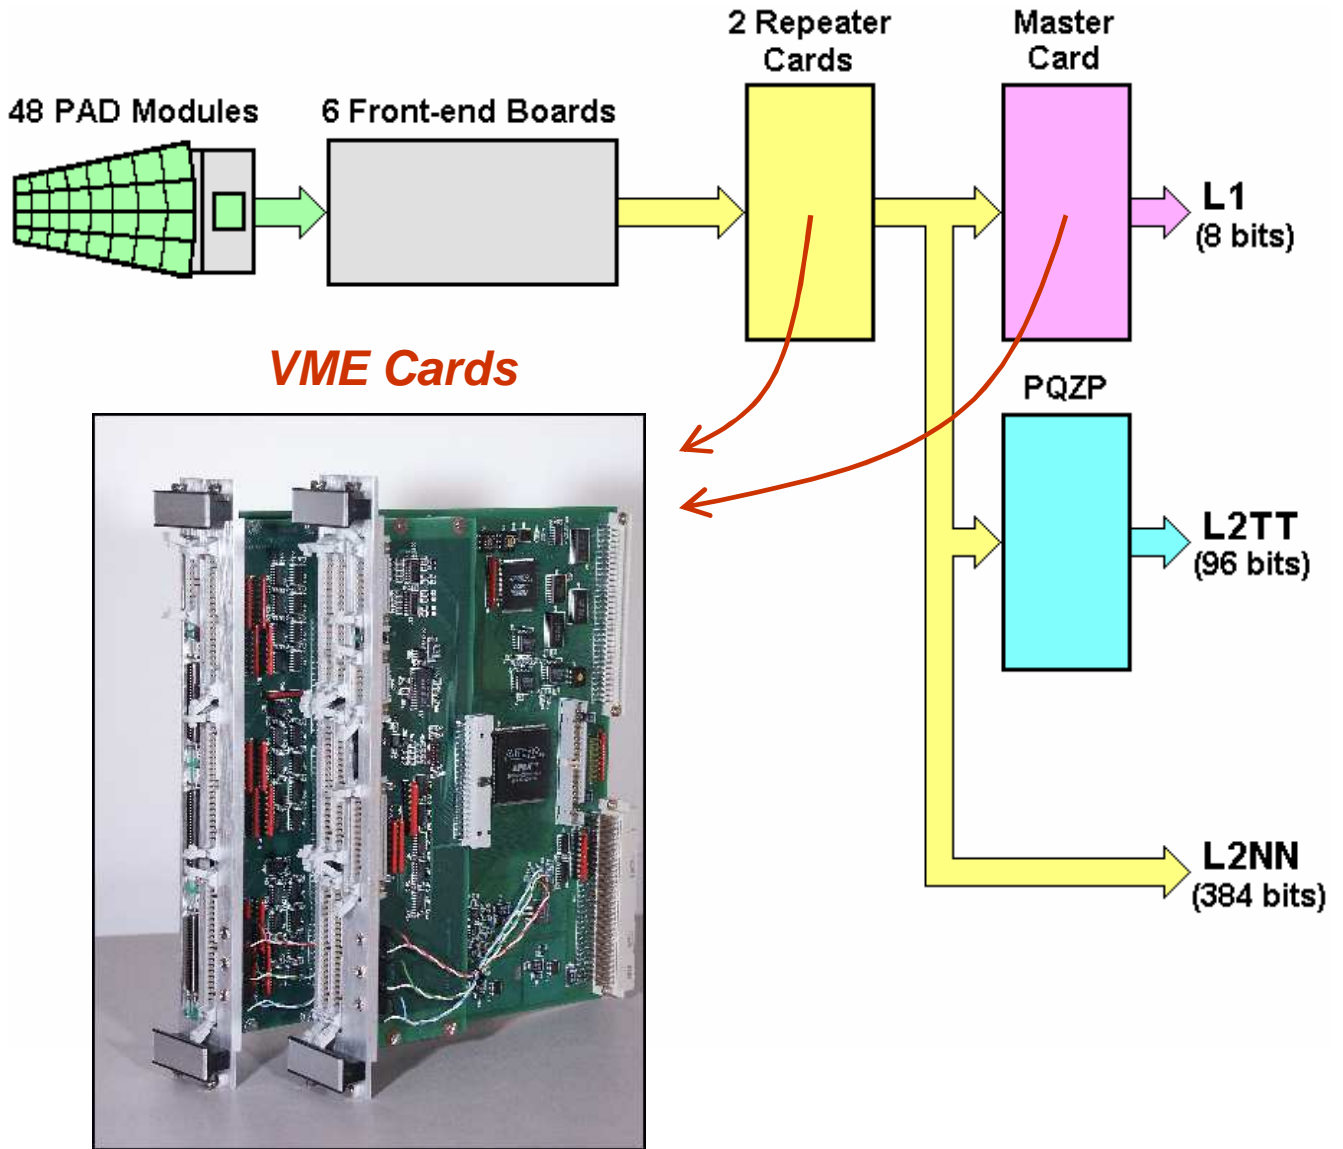 2 Repeater
Cards
Master
Card
48 PAD Modules
6 Front-end Boards
L1
(8 bits)
VME Cards
PQZP
L2TT
(96 bits)
L2NN
(384 bits)